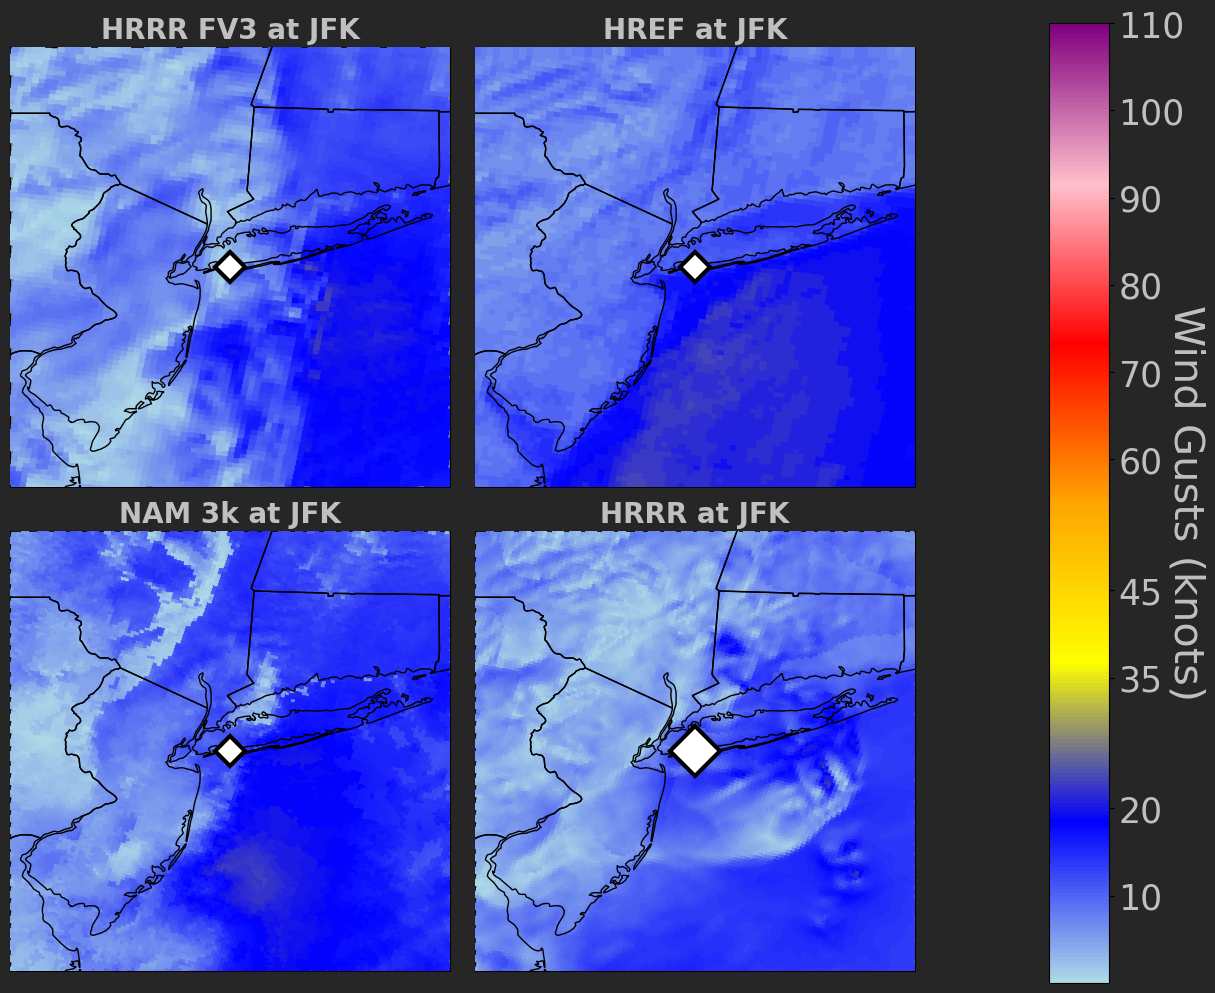 HRRR FV3 at JFK
HREF at JFK
NAM 3k at JFK
HRRR at JFK
110
100
90
80
70
60
45
35
20
10
Wind Gusts (knots)